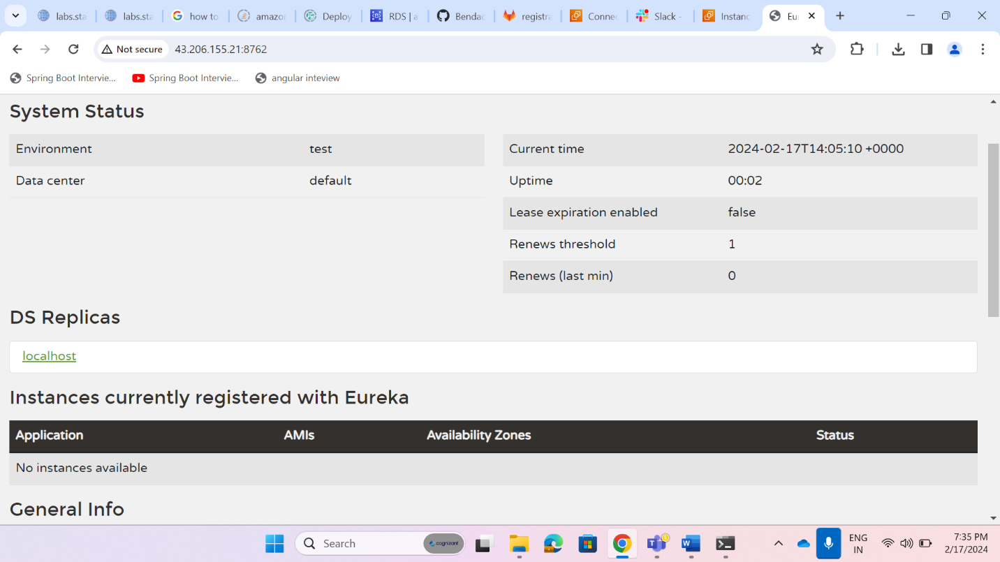 labs.sta
labs.sta
how to
amazon
Deploy
RDS | a
Bendac
registra
Connec
Slack -
Instanc
Eur
Not secure
43.206.155.21:8762
Spring Boot Intervie...
Spring Boot Intervie...
angular inteview
System Status
Environment test
Data center default
Current time 2024-02-17T14:05:10 +0000
Uptime 00:02
Lease expiration enabled false
Renews threshold 1
Renews (last min) 0
DS Replicas
localhost
Instances currently registered with Eureka
Application AMIs Availability Zones Status
No instances available
General Info
Search
cognizant
ENG
IN
7:35 PM
2/17/2024